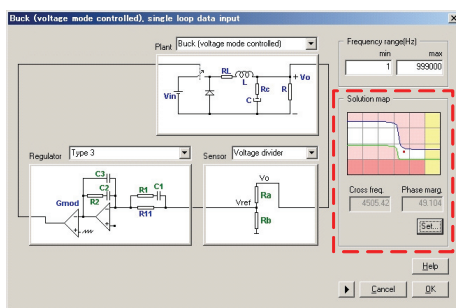 Buck (voltage mode controlled), single loop data input
Plant Buck (voltage mode controlled)
Frequency range(Hz)
min max
1 999000
RL
L
+ Vo
Vin
Rc
R
C
Solution map
Regulator Type 3
Sensor Voltage divider
C3
C2
R2
R1 C1
R11
Gmod
Vo
Vref
Ra
Rb
Cross freq. Phase marg.
4505.42 49.104
Set...
Help
Cancel OK